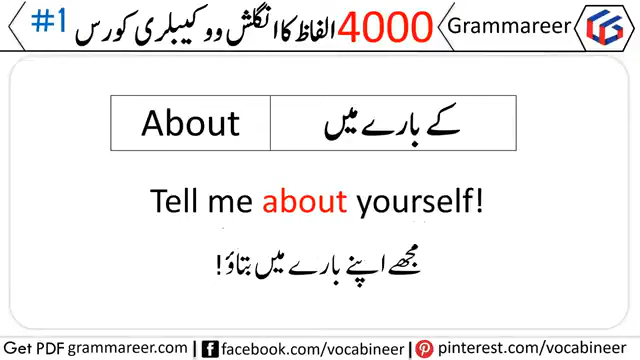 #1 4000 الفاظ کا انگلش ووکیبلری کورس Grammareer
About کے بارے میں
Tell me about yourself!
مجھے اپنے بارے میں بتاؤ!
Get PDF grammareer.com | facebook.com/vocabineer | pinterest.com/vocabineer